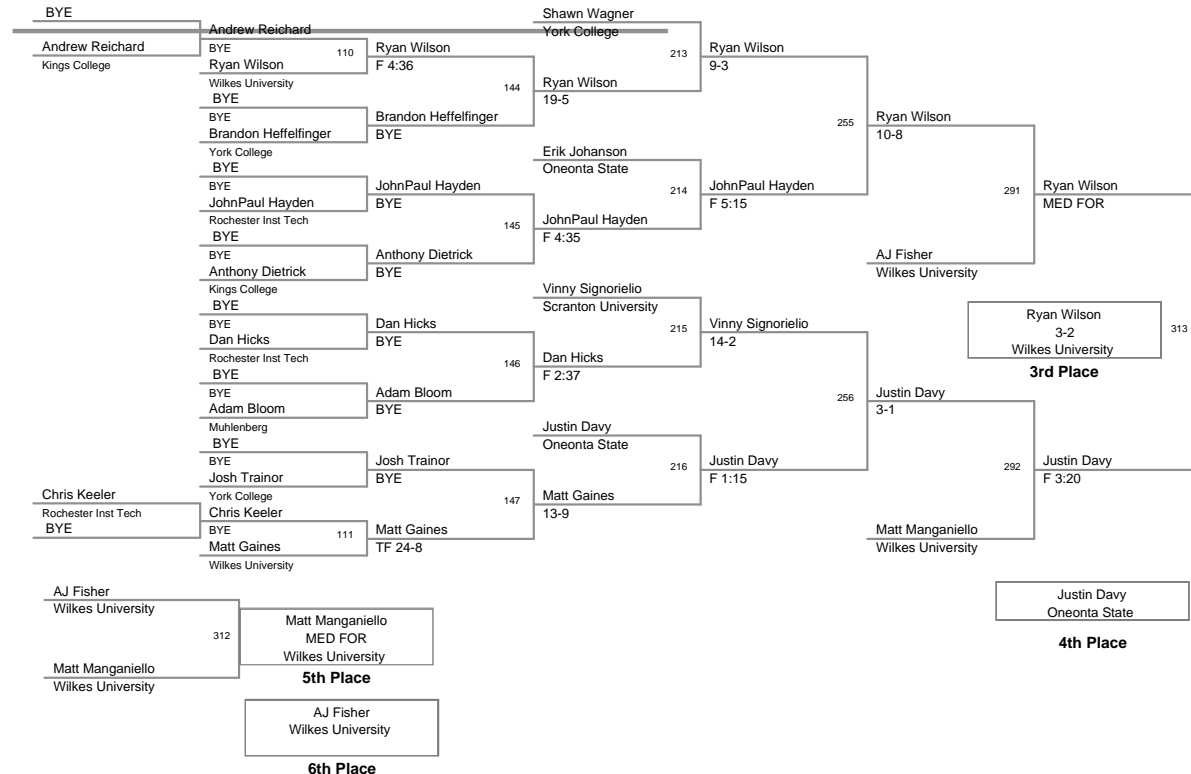 BYE
Andrew Reichard
Kings College
Andrew Reichard
BYE
Ryan Wilson
Wilkes University
110
BYE
BYE
Brandon Heffelfinger
York College
BYE
BYE
JohnPaul Hayden
Rochester Inst Tech
BYE
BYE
Anthony Dietrick
Kings College
BYE
BYE
Dan Hicks
Rochester Inst Tech
BYE
BYE
Adam Bloom
Muhlenberg
BYE
BYE
Josh Trainor
York College
Chris Keeler
Rochester Inst Tech
BYE
Chris Keeler
BYE
Matt Gaines
Wilkes University
111
Ryan Wilson
F 4:36
144
Brandon Heffelfinger
BYE
JohnPaul Hayden
BYE
145
Anthony Dietrick
BYE
Dan Hicks
BYE
146
Adam Bloom
BYE
Josh Trainor
BYE
147
Matt Gaines
TF 24-8
Shawn Wagner
York College
213
Ryan Wilson
19-5
Erik Johanson
Oneonta State
214
JohnPaul Hayden
F 4:35
Vinny Signorielio
Scranton University
215
Dan Hicks
F 2:37
Justin Davy
Oneonta State
216
Matt Gaines
13-9
Ryan Wilson
9-3
255
JohnPaul Hayden
F 5:15
Vinny Signorielio
14-2
256
Justin Davy
F 1:15
Ryan Wilson
10-8
291
AJ Fisher
Wilkes University
Justin Davy
3-1
292
Matt Manganiello
Wilkes University
Ryan Wilson
MED FOR
Ryan Wilson
3-2
Wilkes University
313
3rd Place
Justin Davy
F 3:20
Justin Davy
Oneonta State
4th Place
AJ Fisher
Wilkes University
312
Matt Manganiello
Wilkes University
Matt Manganiello
MED FOR
Wilkes University
5th Place
AJ Fisher
Wilkes University
6th Place